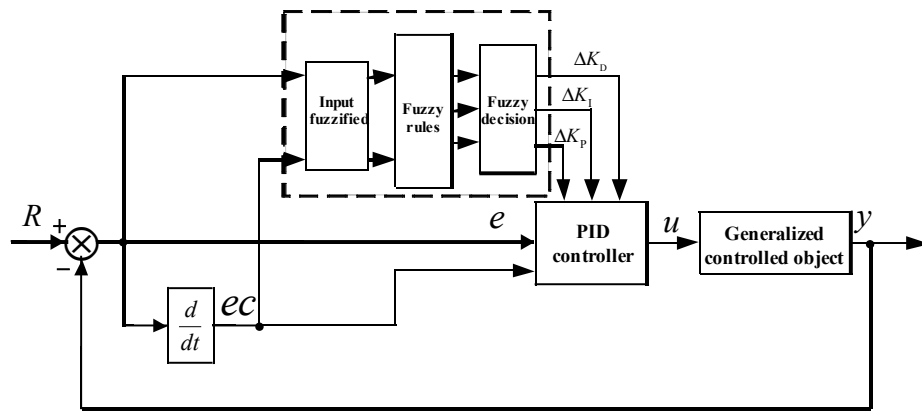 ΔK_D
Input
fuzzified
Fuzzy
rules
Fuzzy
decision
ΔK_I
ΔK_P
R
+
−
e
PID
controller
u
Generalized
controlled object
y
d
dt
ec